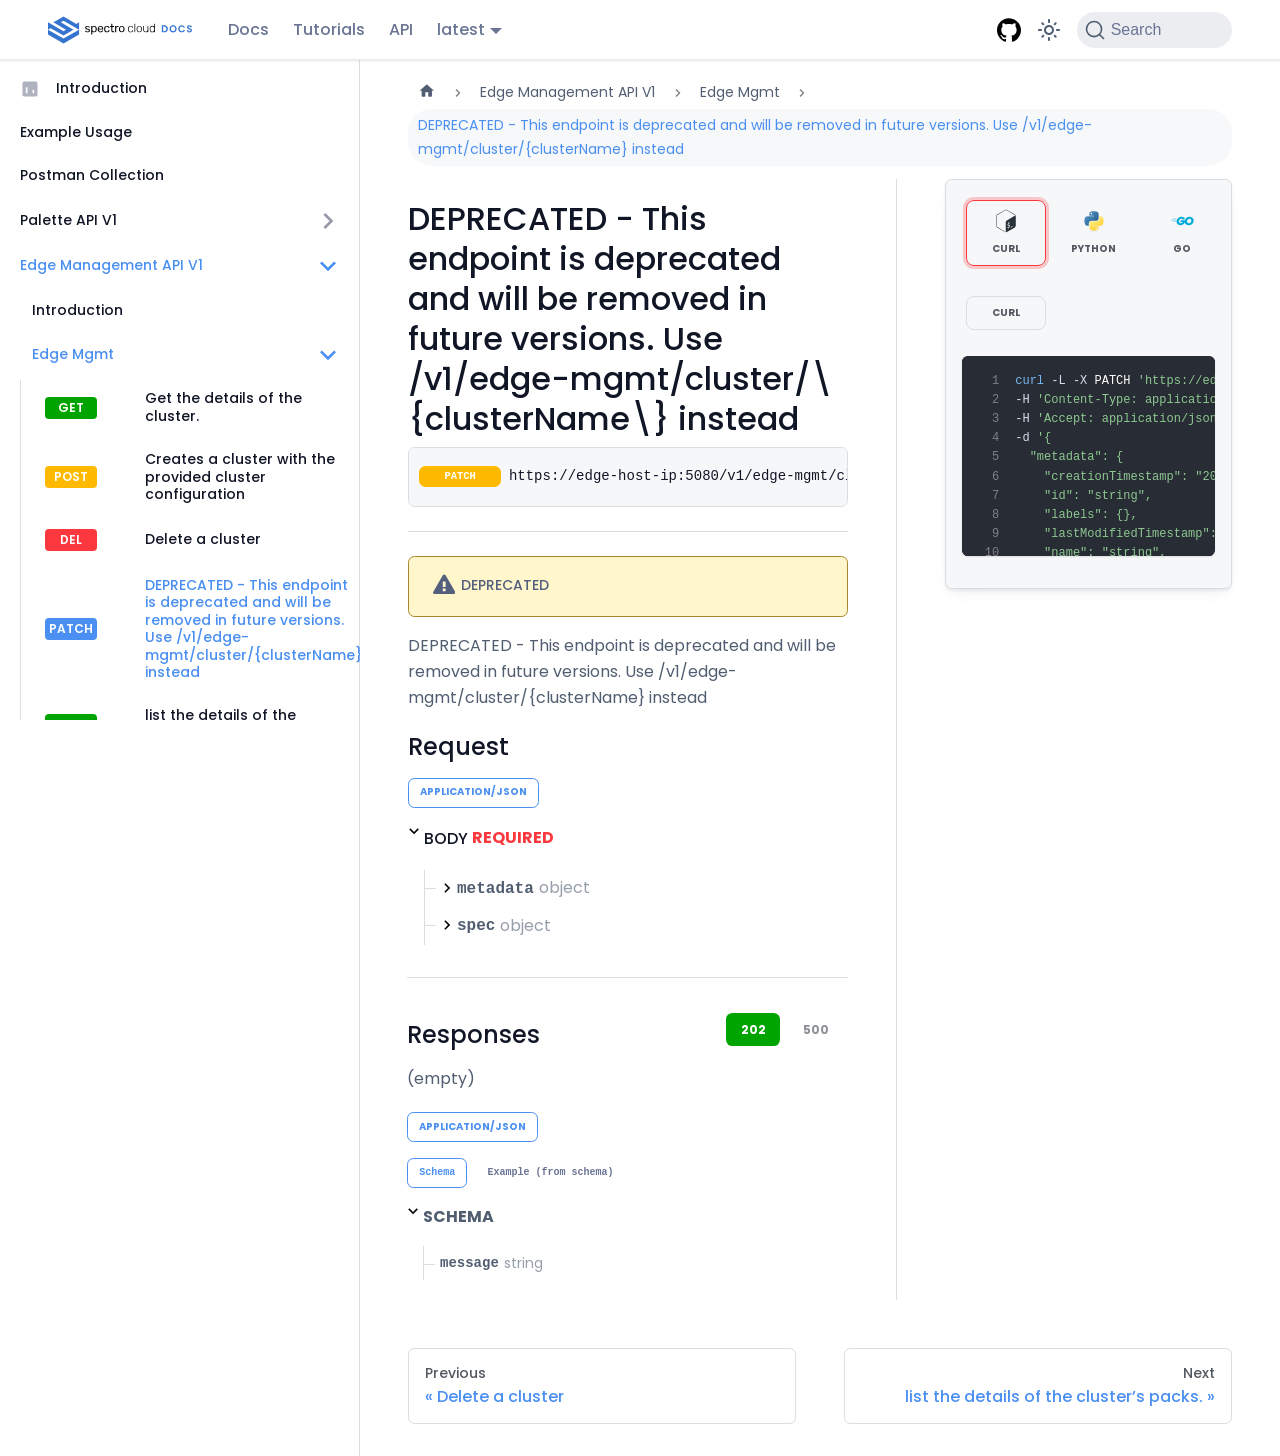 spectro cloud DOCS
Docs
Tutorials
API
latest
Search
Introduction
Example Usage
Postman Collection
Palette API V1
Edge Management API V1
Introduction
Edge Mgmt
GET
Get the details of the
cluster.
POST
Creates a cluster with the
provided cluster
configuration
DEL
Delete a cluster
PATCH
DEPRECATED - This endpoint
is deprecated and will be
removed in future versions.
Use /v1/edge-
mgmt/cluster/{clusterName}
instead
list the details of the
Edge Management API V1
Edge Mgmt
DEPRECATED - This endpoint is deprecated and will be removed in future versions. Use /v1/edge-
mgmt/cluster/{clusterName} instead
DEPRECATED - This
endpoint is deprecated
and will be removed in
future versions. Use
/v1/edge-mgmt/cluster/\
{clusterName\} instead
PATCH https://edge-host-ip:5080/v1/edge-mgmt/c
DEPRECATED
DEPRECATED - This endpoint is deprecated and will be
removed in future versions. Use /v1/edge-
mgmt/cluster/{clusterName} instead
Request
APPLICATION/JSON
BODY REQUIRED
metadata object
spec object
Responses
202
500
(empty)
APPLICATION/JSON
Schema
Example (from schema)
SCHEMA
message string
CURL
PYTHON
GO
CURL
1 curl -L -X PATCH 'https://ed
2 -H 'Content-Type: applicatio
3 -H 'Accept: application/json
4 -d '{
5 "metadata": {
6 "creationTimestamp": "20
7 "id": "string",
8 "labels": {},
9 "lastModifiedTimestamp":
10 "name": "string",
Previous
« Delete a cluster
Next
list the details of the cluster’s packs. »